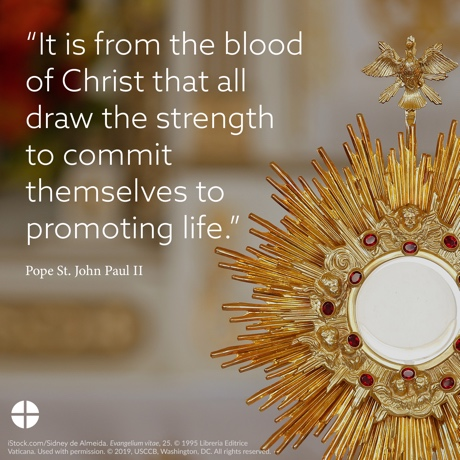 “It is from the blood
of Christ that all
draw the strength
to commit
themselves to
promoting life.”
Pope St. John Paul II
iStock.com/Sidney de Almeida. Evangelium vitae, 25. © 1995 Libreria Editrice
Vaticana. Used with permission. © 2019, USCCB, Washington, DC. All rights reserved.